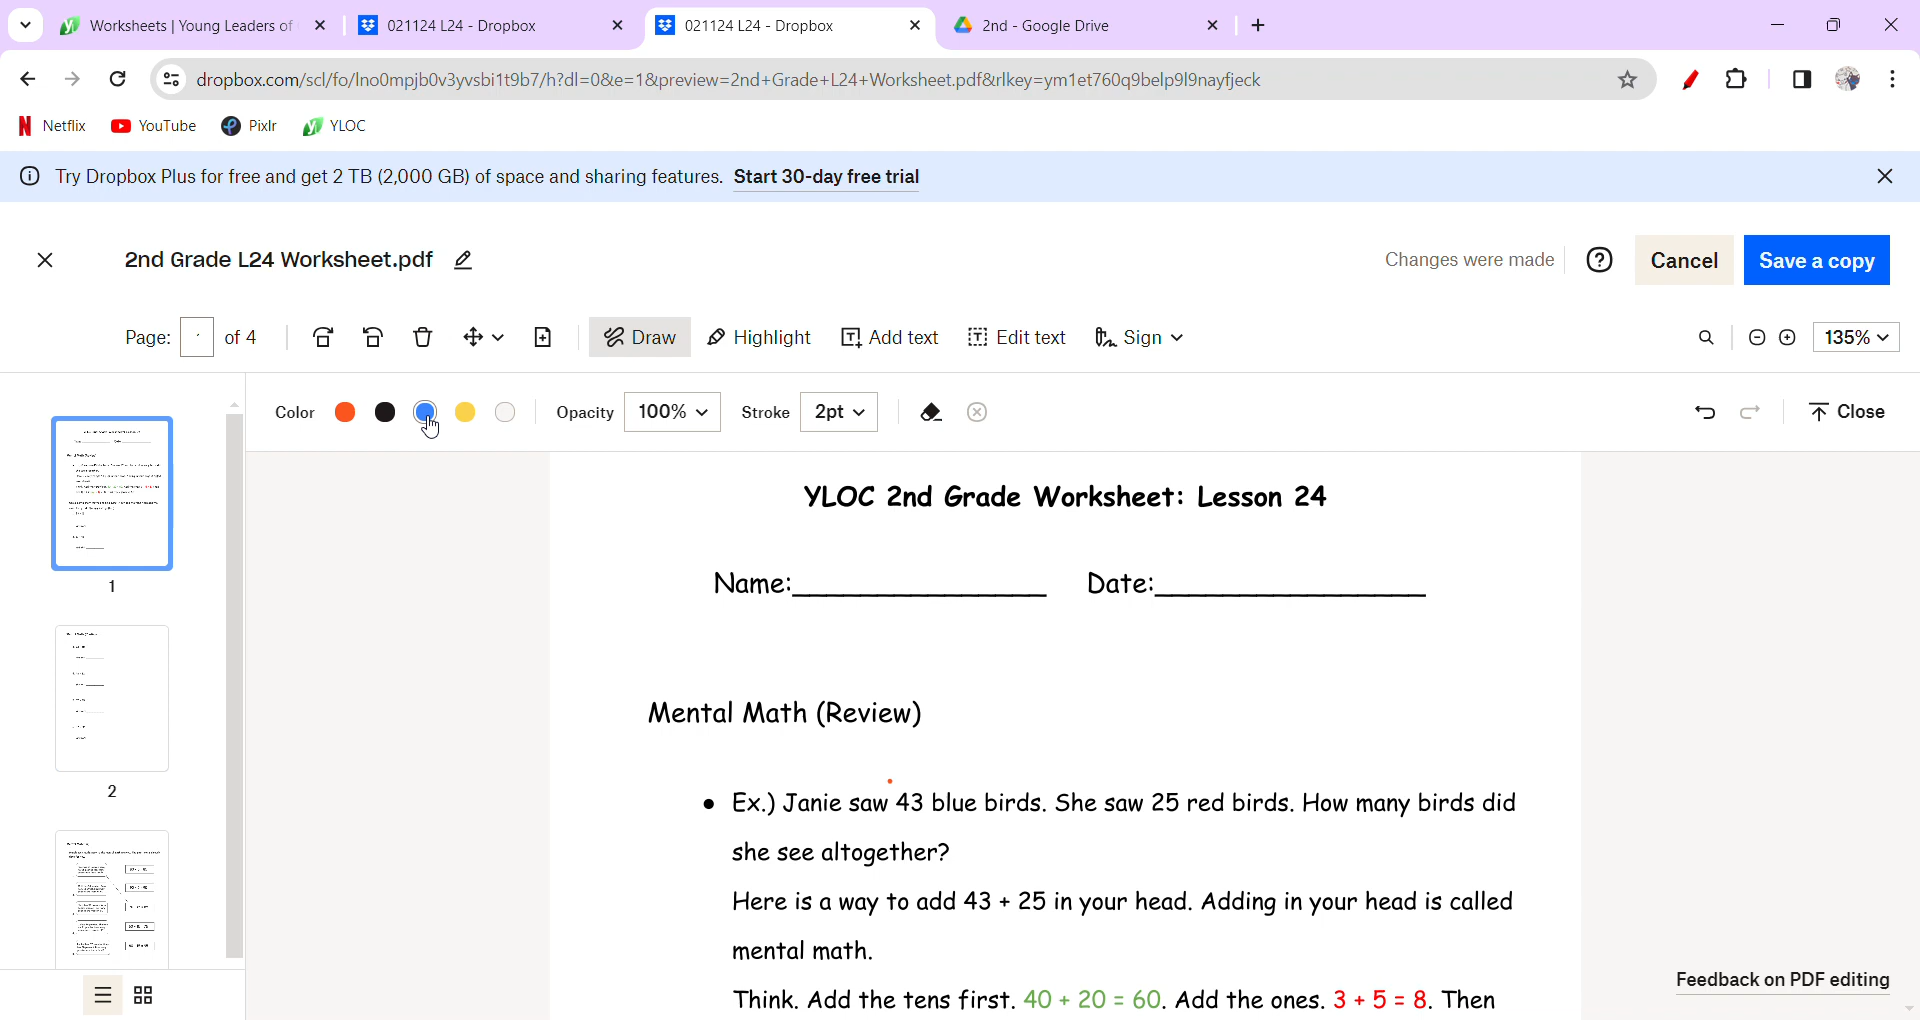 Worksheets | Young Leaders of
021124 L24 - Dropbox
021124 L24 - Dropbox
2nd - Google Drive
dropbox.com/scl/fo/lno0mpjb0v3yvsbi1t9b7/h?dl=0&e=1&preview=2nd+Grade+L24+Worksheet.pdf&rlkey=ym1et760q9belp9l9nayfjeck
Netflix YouTube Pixlr YLOC
Try Dropbox Plus for free and get 2 TB (2,000 GB) of space and sharing features. Start 30-day free trial
2nd Grade L24 Worksheet.pdf
Changes were made Cancel Save a copy
Page: of 4 Draw Highlight Add text Edit text Sign 135%
Color Opacity 100% Stroke 2pt Close
1
2
YLOC 2nd Grade Worksheet: Lesson 24
Name:_______________ Date:________________
Mental Math (Review)
• Ex.) Janie saw 43 blue birds. She saw 25 red birds. How many birds did
she see altogether?
Here is a way to add 43 + 25 in your head. Adding in your head is called
mental math.
Think. Add the tens first. 40 + 20 = 60. Add the ones. 3 + 5 = 8. Then
Feedback on PDF editing